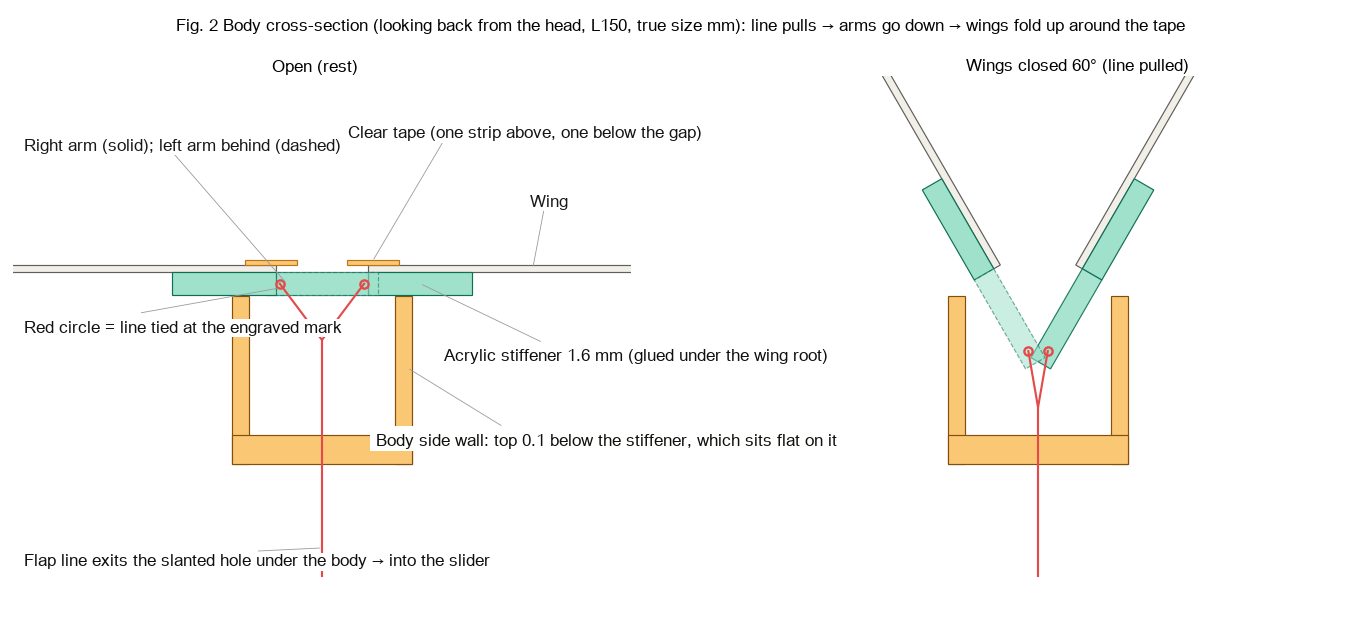 Fig. 2 Body cross-section (looking back from the head, L150, true size mm): line pulls → arms go down → wings fold up around the tape
Open (rest)
Wings closed 60° (line pulled)
Clear tape (one strip above, one below the gap)
Right arm (solid); left arm behind (dashed)
Wing
Red circle = line tied at the engraved mark
Acrylic stiffener 1.6 mm (glued under the wing root)
Body side wall: top 0.1 below the stiffener, which sits flat on it
Flap line exits the slanted hole under the body → into the slider